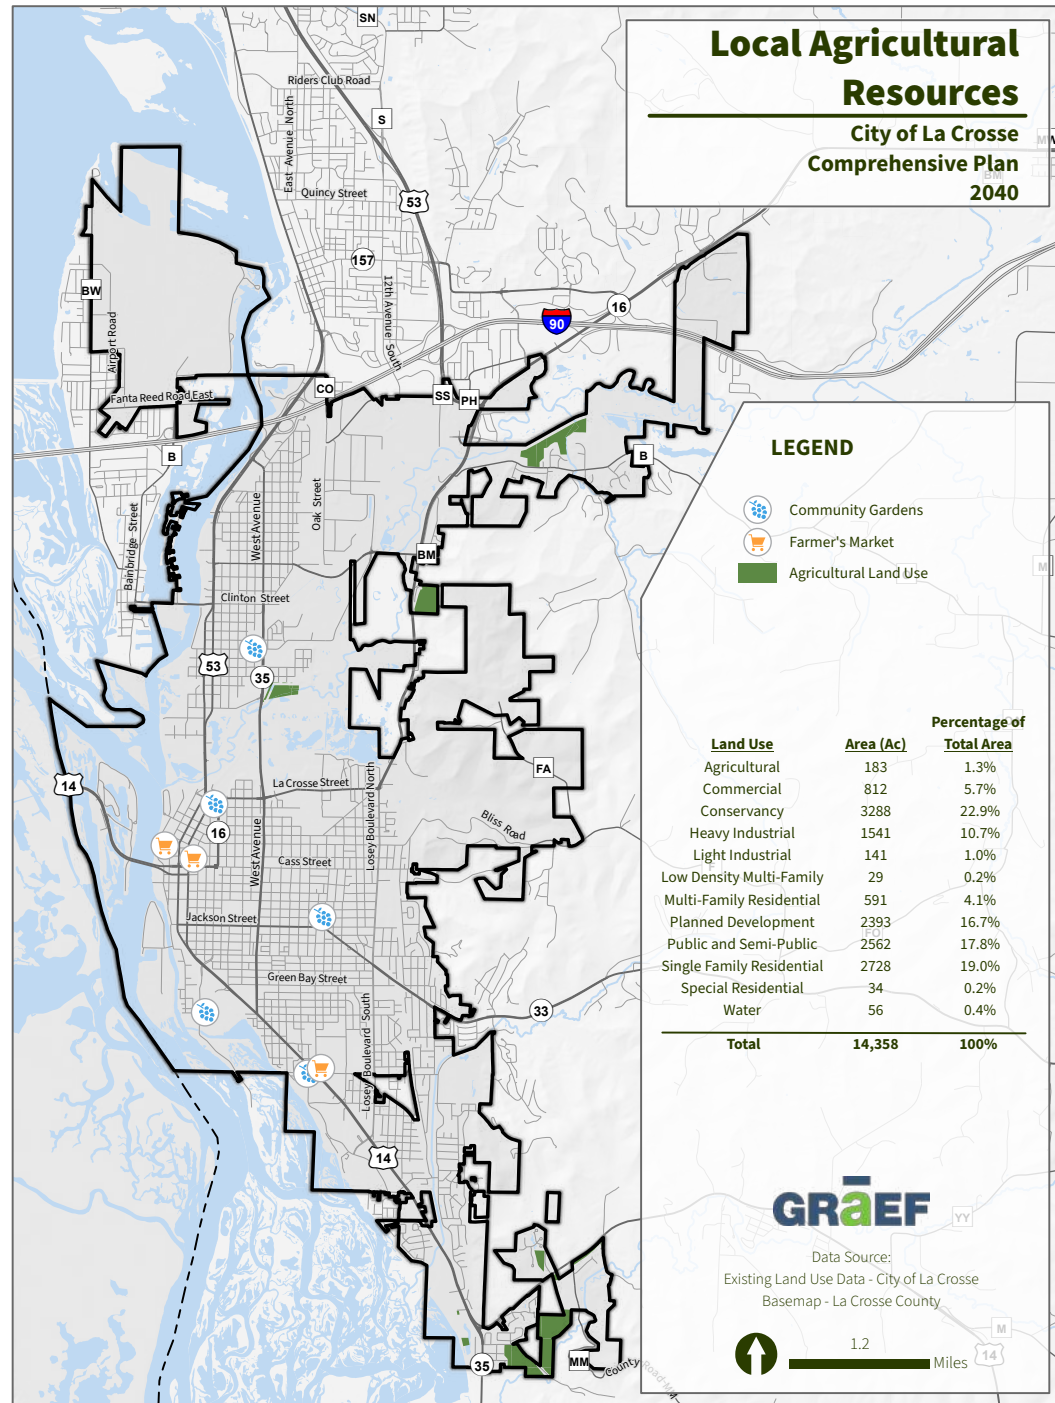 Local Agricultural
Resources
City of La Crosse
Comprehensive Plan
2040
SN
Riders Club Road
S
East Avenue North
Quincy Street
53
157
BM
12th Avenue South
16
90
BW
Airport Road
CO
SS
PH
Fanta Reed Road East
B
B
West Avenue
Oak Street
Bainbridge Street
BM
Clinton Street
53
35
14
La Crosse Street
Losey Boulevard North
FA
16
Bliss Road
West Avenue
Cass Street
Jackson Street
Green Bay Street
33
Losey Boulevard South
14
35
MM
County Road MM
LEGEND
Community Gardens
Farmer's Market
Agricultural Land Use
M
Land Use Area (Ac) Percentage of Total Area
Agricultural 183 1.3%
Commercial 812 5.7%
Conservancy 3288 22.9%
Heavy Industrial 1541 10.7%
Light Industrial 141 1.0%
Low Density Multi-Family 29 0.2%
Multi-Family Residential 591 4.1%
Planned Development 2393 16.7%
Public and Semi-Public 2562 17.8%
Single Family Residential 2728 19.0%
Special Residential 34 0.2%
Water 56 0.4%
Total 14,358 100%
GRAEF
YY
Data Source:
Existing Land Use Data - City of La Crosse
Basemap - La Crosse County
M
14
1.2
Miles